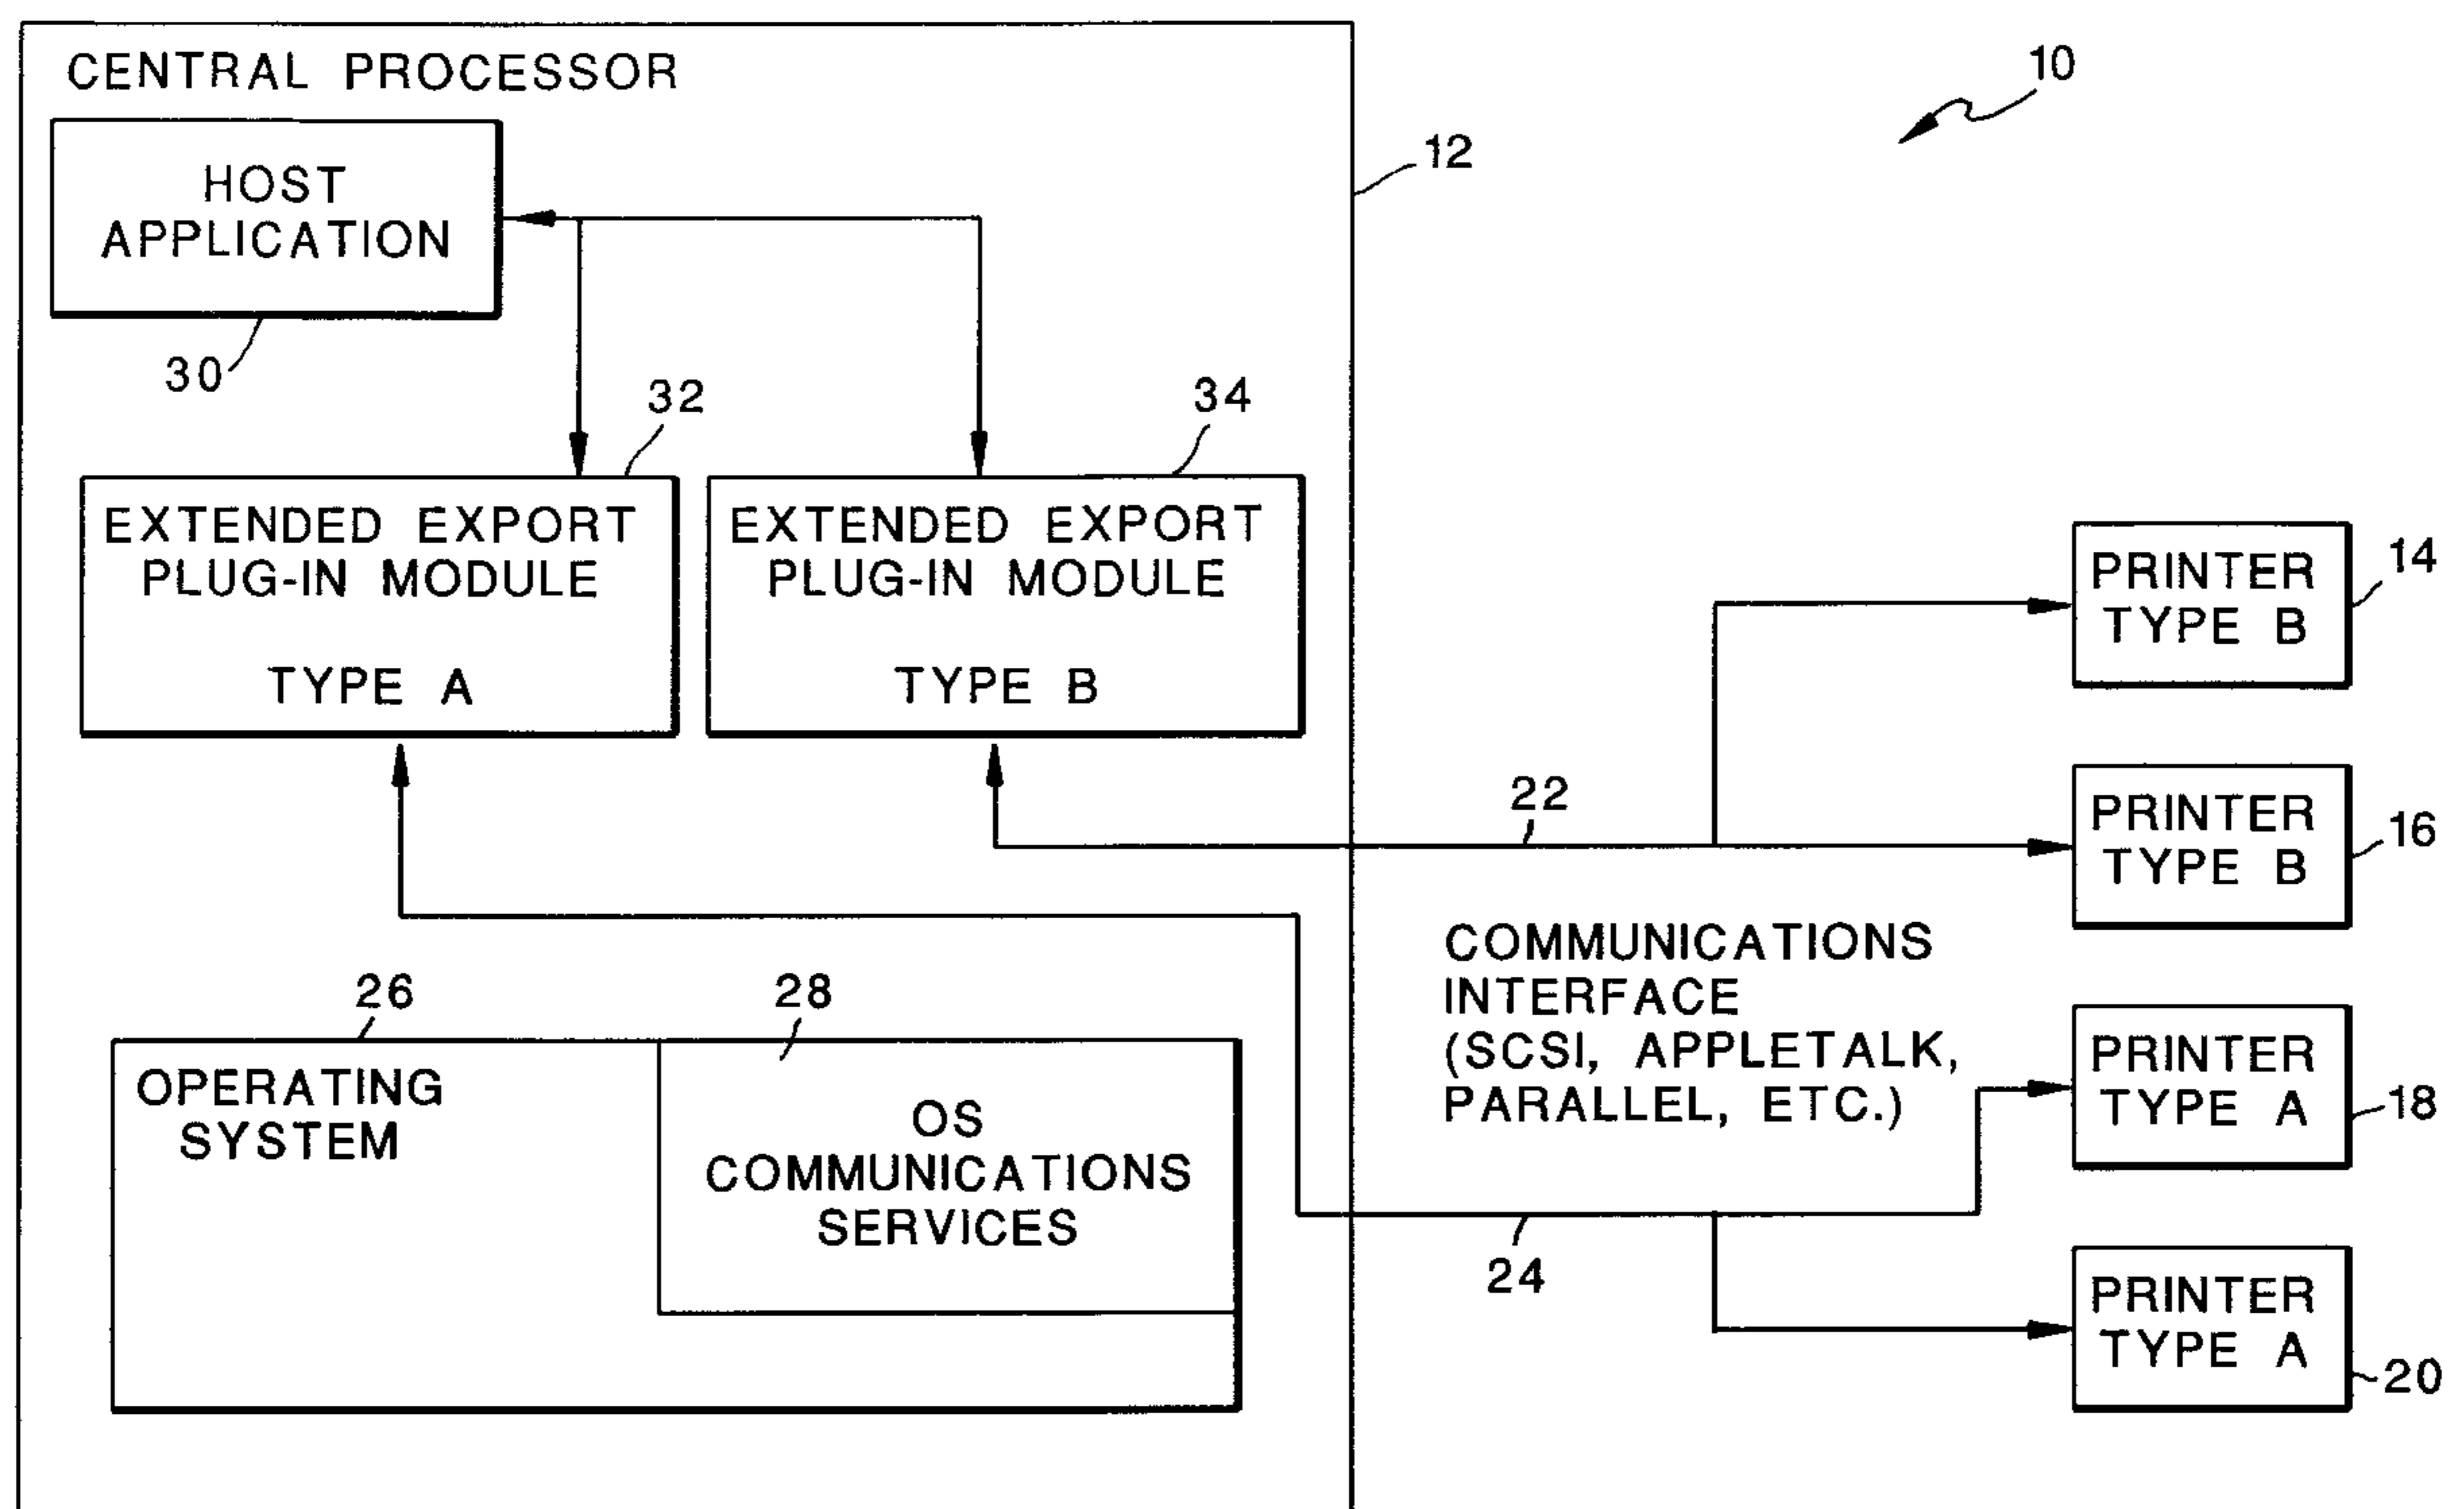 CENTRAL PROCESSOR
10
12
HOST
APPLICATION
30
32
34
EXTENDED EXPORT
PLUG-IN MODULE
TYPE A
EXTENDED EXPORT
PLUG-IN MODULE
TYPE B
PRINTER
TYPE B
14
22
PRINTER
TYPE B
16
COMMUNICATIONS
INTERFACE
(SCSI, APPLETALK,
PARALLEL, ETC.)
26
28
OPERATING
SYSTEM
OS
COMMUNICATIONS
SERVICES
PRINTER
TYPE A
18
24
PRINTER
TYPE A
20